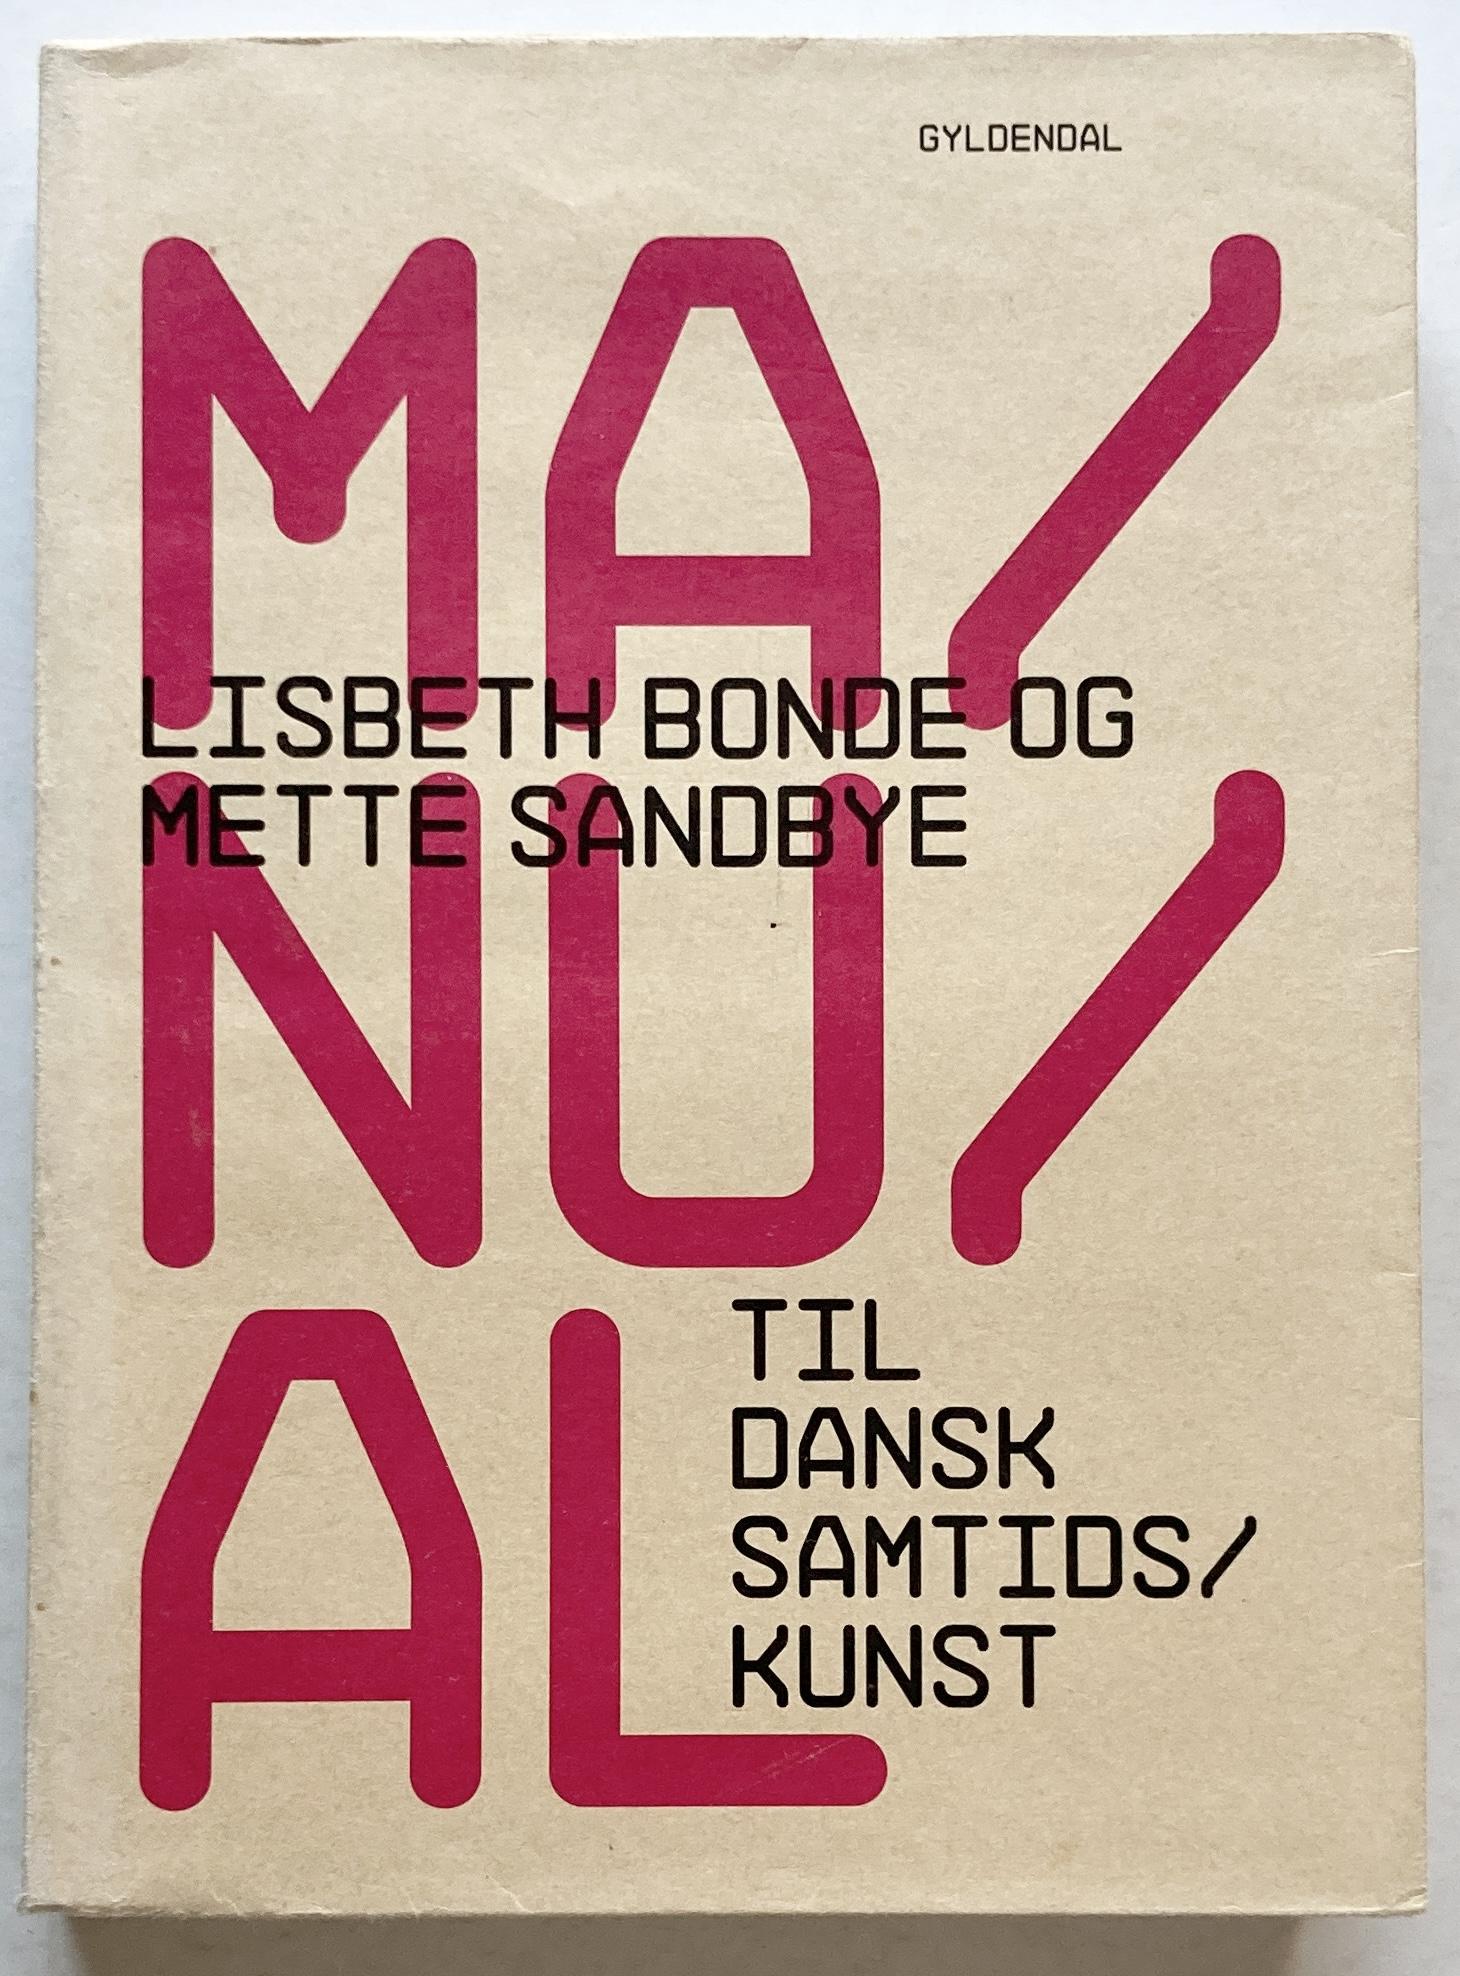 GYLDENDAL
MA/
LISBETH BONDE OG
METTE SANDBYE
NU/
AL
TIL
DANSK
SAMTIDS/
KUNST